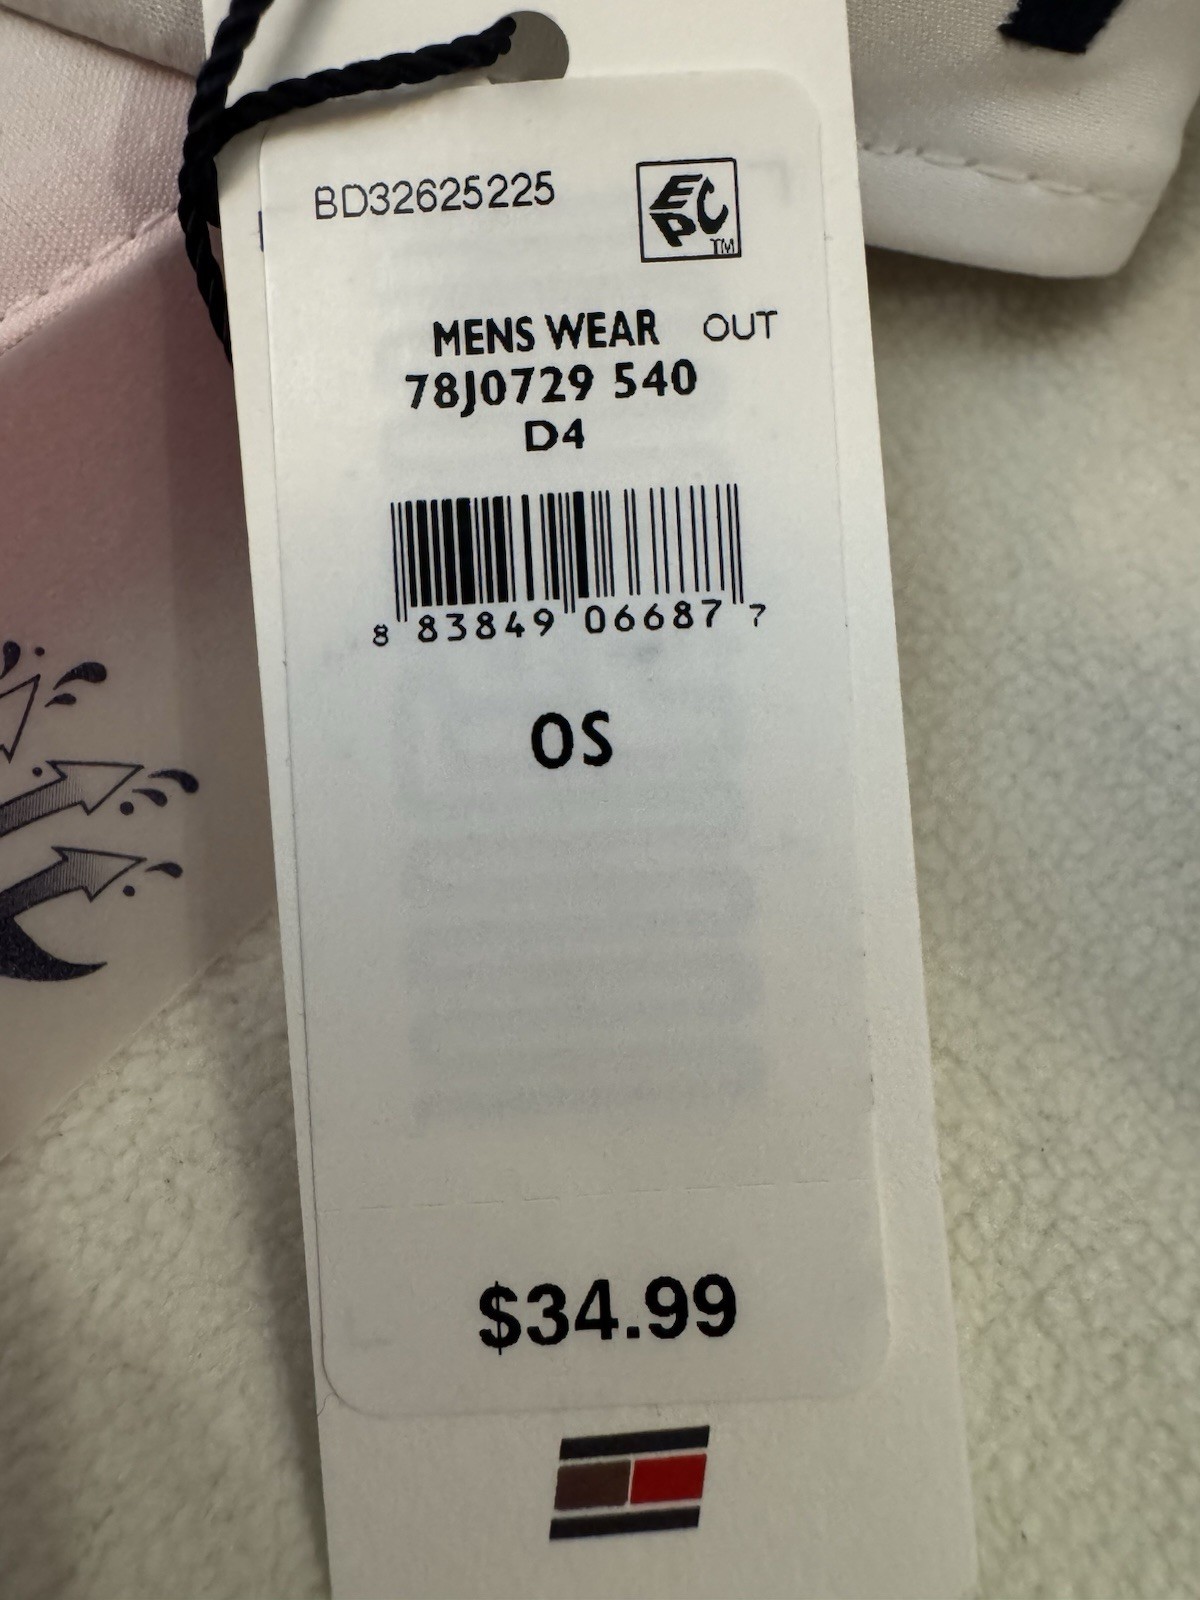 BD32625225
EPC TM
MENS WEAR OUT
78J0729 540
D4
8 83849 06687 7
OS
$34.99